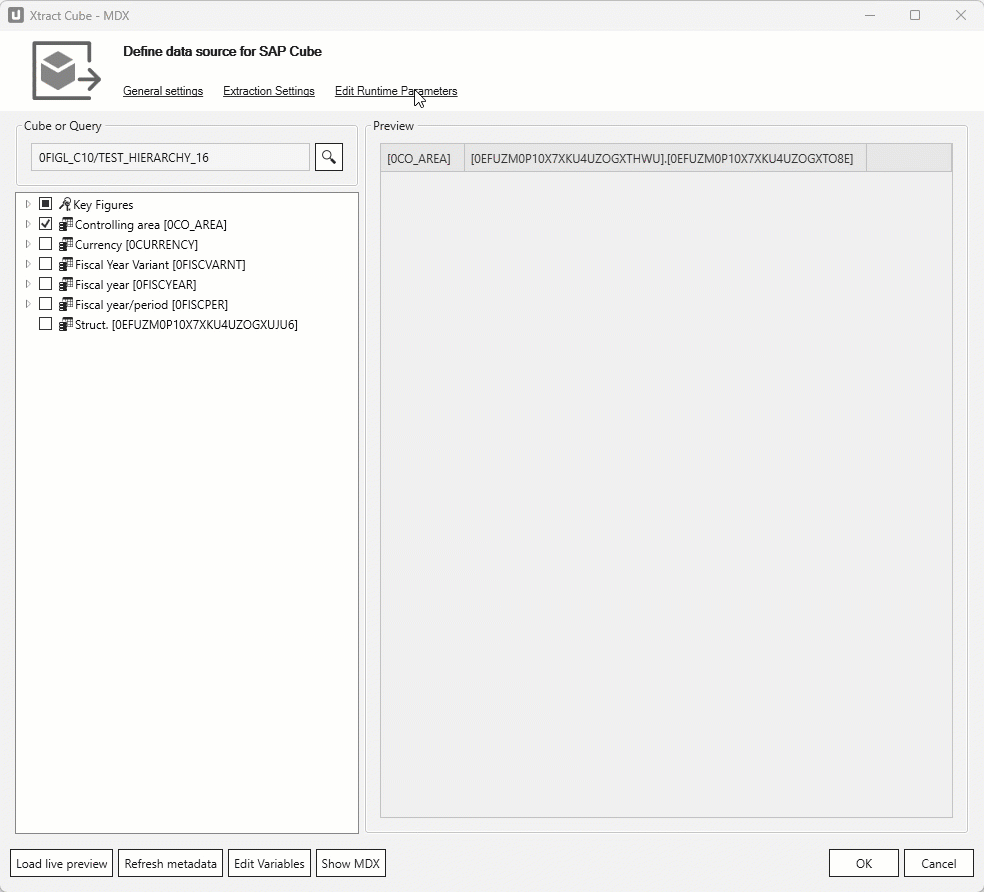 Xtract Cube - MDX
Define data source for SAP Cube
General settings Extraction Settings Edit Runtime Parameters
Cube or Query
0FIGL_C10/TEST_HIERARCHY_16
Key Figures
Controlling area [0CO_AREA]
Currency [0CURRENCY]
Fiscal Year Variant [0FISCVARNT]
Fiscal year [0FISCYEAR]
Fiscal year/period [0FISCPER]
Struct. [0EFUZM0P10X7XKU4UZOGXUJU6]
Preview
[0CO_AREA] [0EFUZM0P10X7XKU4UZOGXTHWU].[0EFUZM0P10X7XKU4UZOGXTO8E]
Load live preview Refresh metadata Edit Variables Show MDX OK Cancel